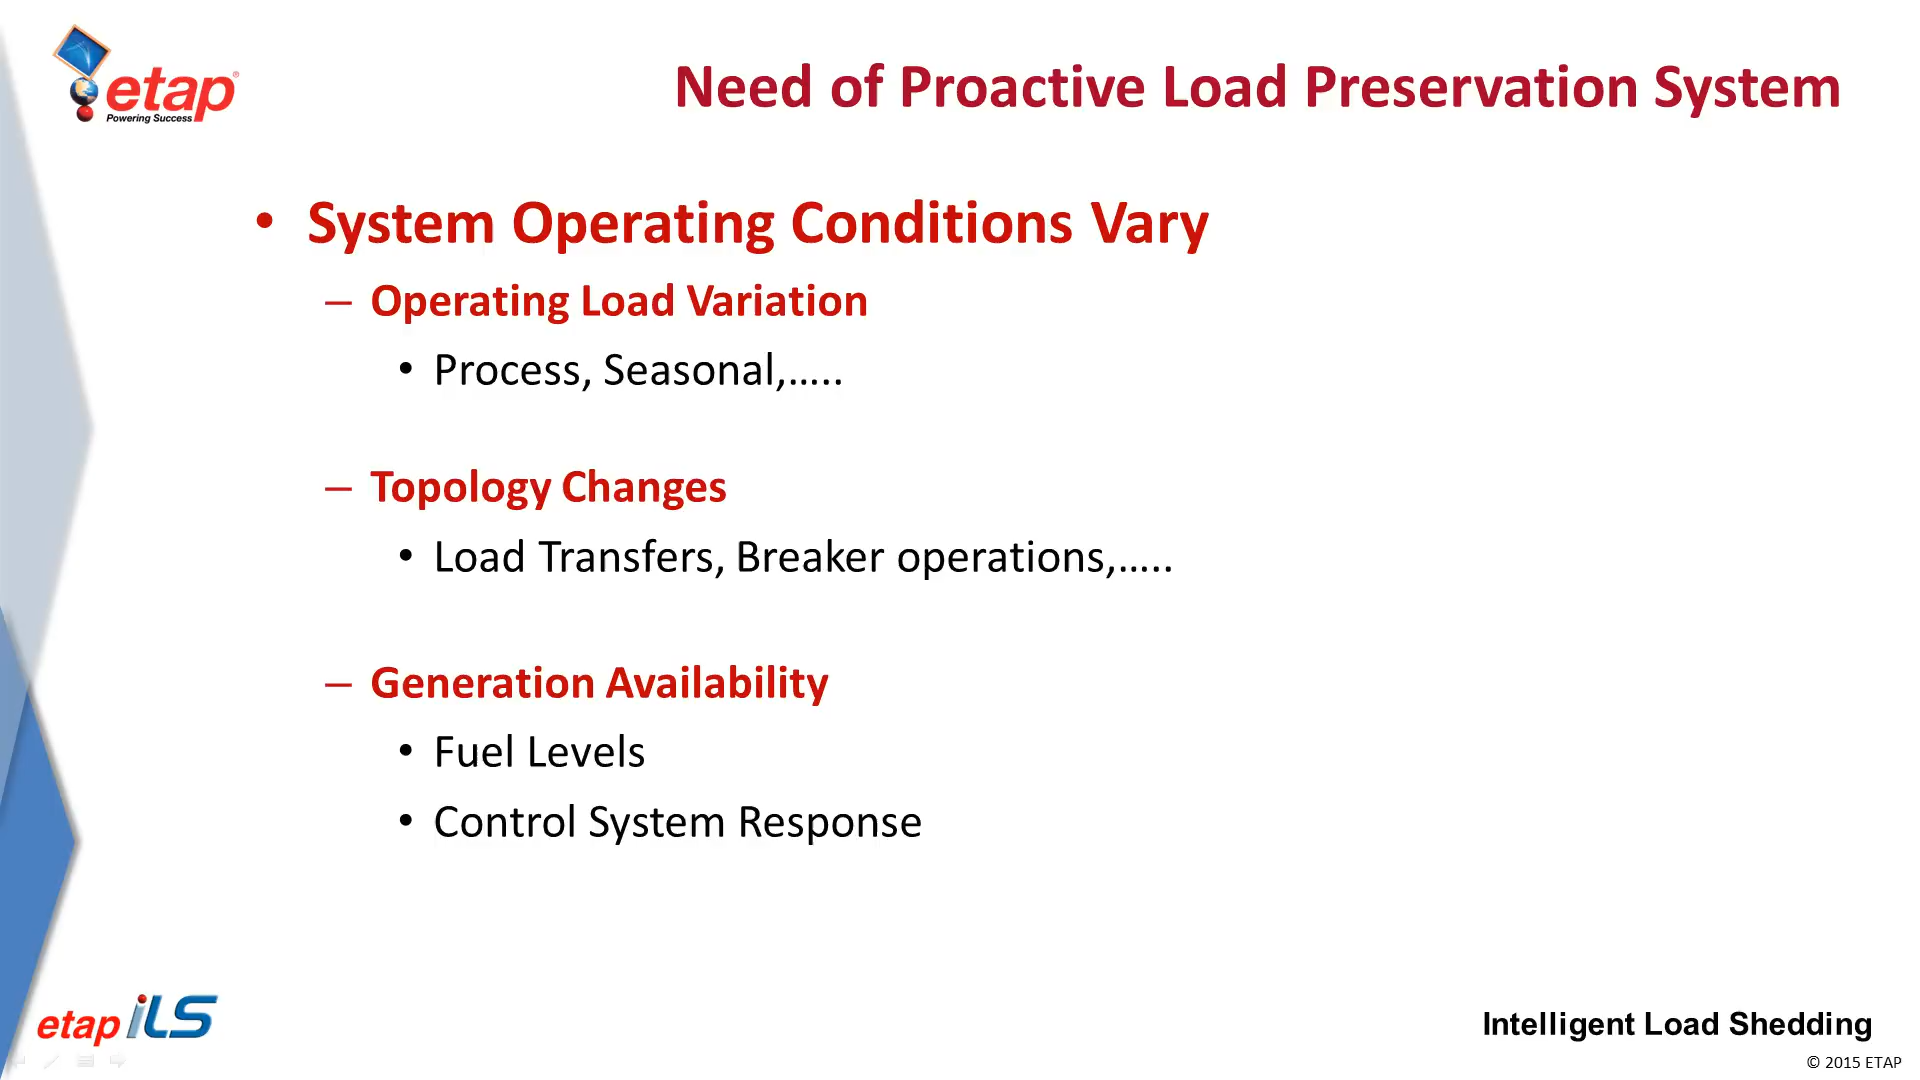 etap®
Powering Success
Need of Proactive Load Preservation System
• System Operating Conditions Vary
– Operating Load Variation
• Process, Seasonal,…..
– Topology Changes
• Load Transfers, Breaker operations,…..
– Generation Availability
• Fuel Levels
• Control System Response
etap iLS
Intelligent Load Shedding
© 2015 ETAP